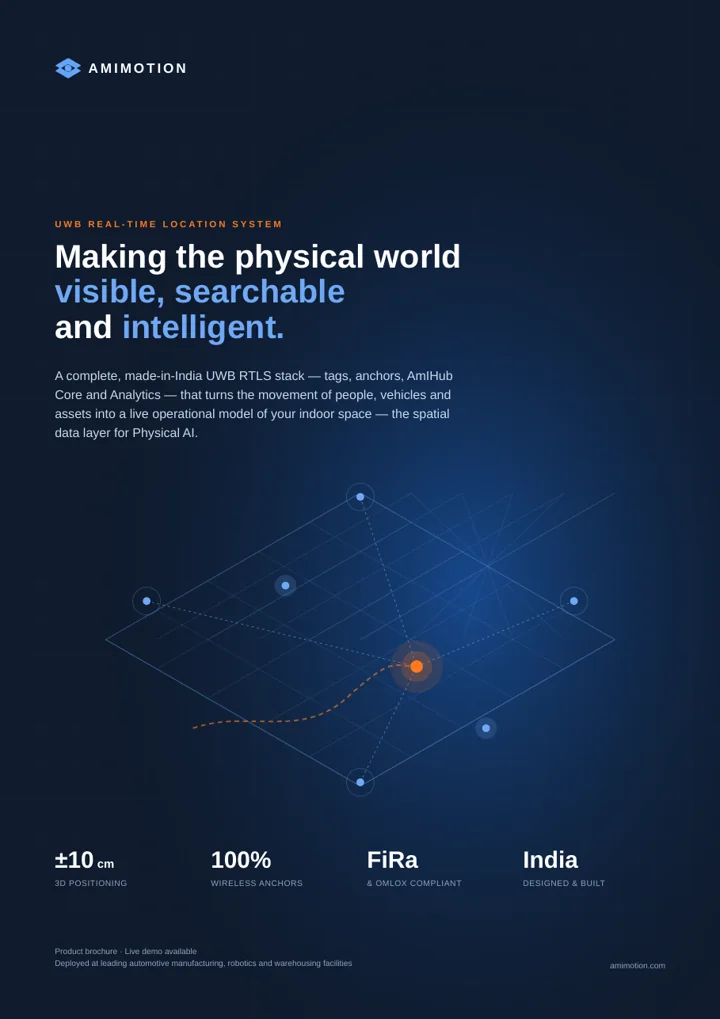 AMIMOTION
UWB REAL-TIME LOCATION SYSTEM
Making the physical world
visible, searchable
and intelligent.
A complete, made-in-India UWB RTLS stack — tags, anchors, AmIHub
Core and Analytics — that turns the movement of people, vehicles and
assets into a live operational model of your indoor space — the spatial
data layer for Physical AI.
±10 cm
3D POSITIONING
100%
WIRELESS ANCHORS
FiRa
& OMLOX COMPLIANT
India
DESIGNED & BUILT
Product brochure · Live demo available
Deployed at leading automotive manufacturing, robotics and warehousing facilities
amimotion.com